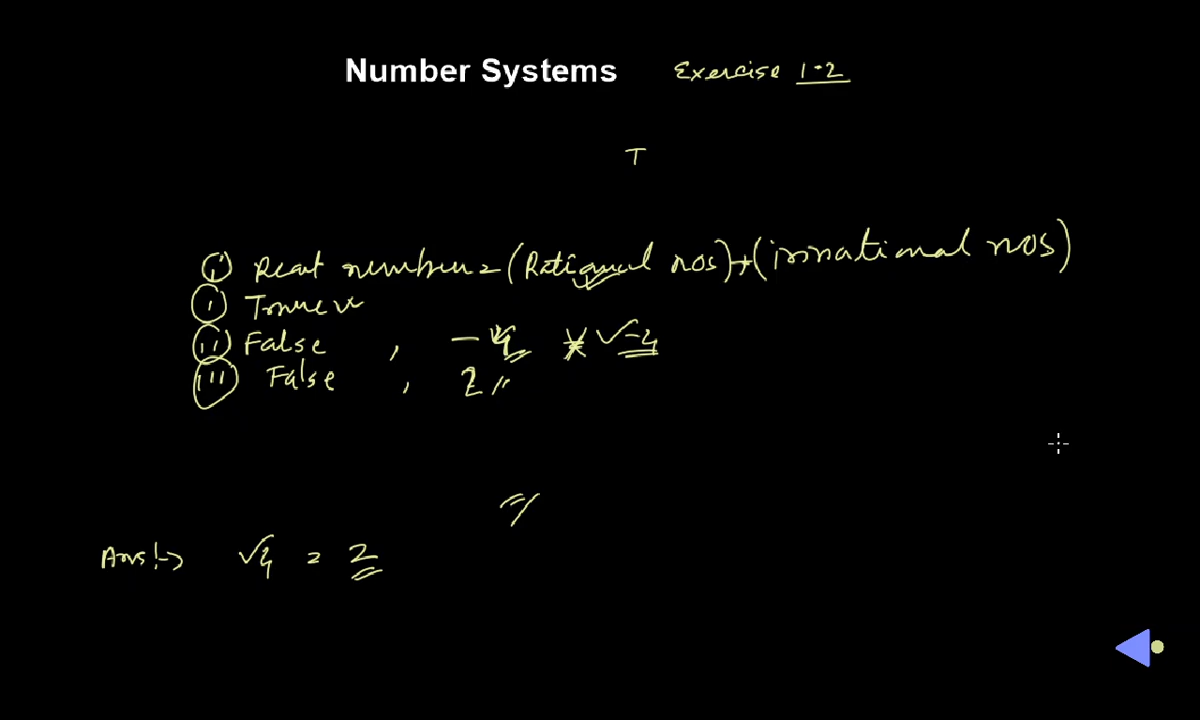 Number Systems Exercise 1.2
T
(i) Real number = (Rational nos) + (irrational nos)
(i) True
(ii) False , - 4 √-4
(iii) False , 2 "
Ans:-> √4 = 2